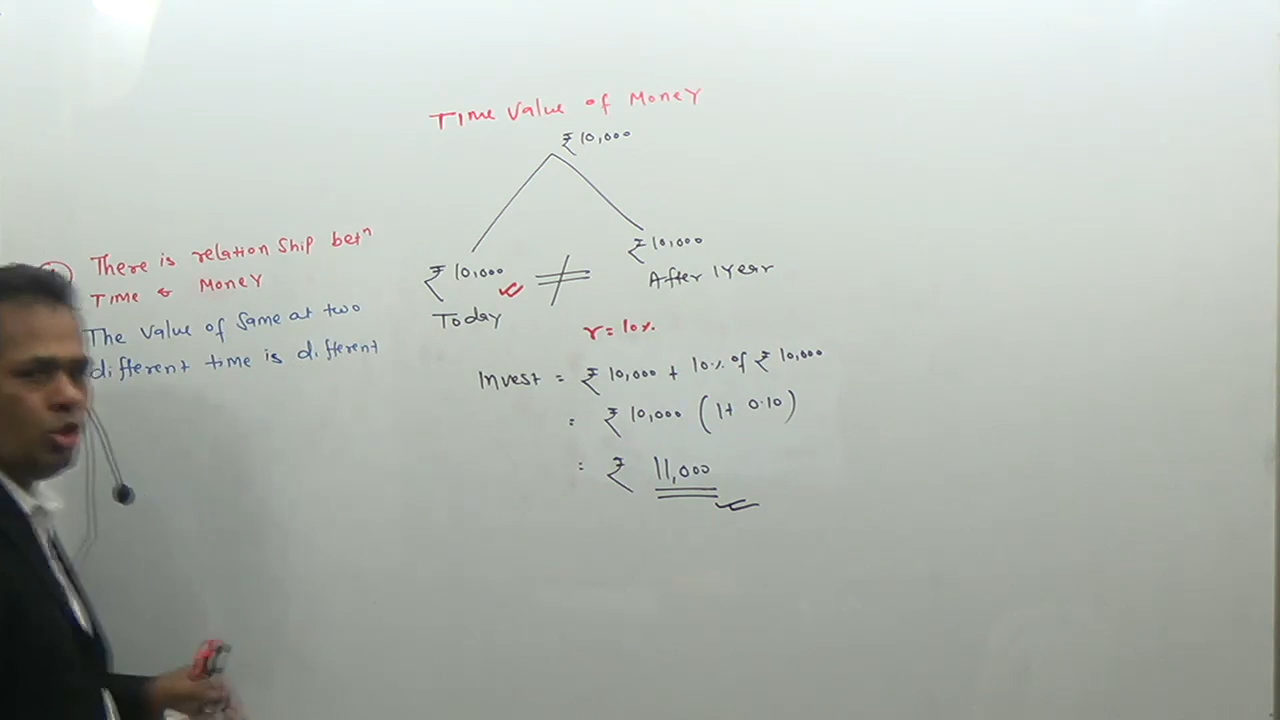 Time Value of Money
₹ 10,000
₹ 10,000
₹ 10,000 ≠
After 1 Year
Today
There is relation Ship betⁿ
Time & Money
The value of Same at two
different time is different
r = 10%
Invest = ₹ 10,000 + 10% of ₹ 10,000
= ₹ 10,000 (1+ 0.10)
= ₹ 11,000